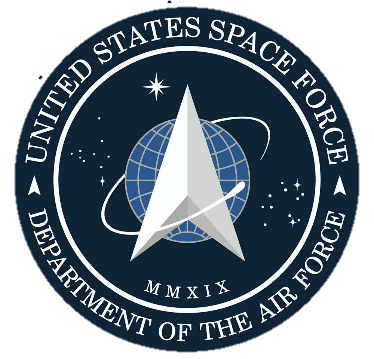 UNITED STATES SPACE FORCE
MMXIX
DEPARTMENT OF THE AIR FORCE